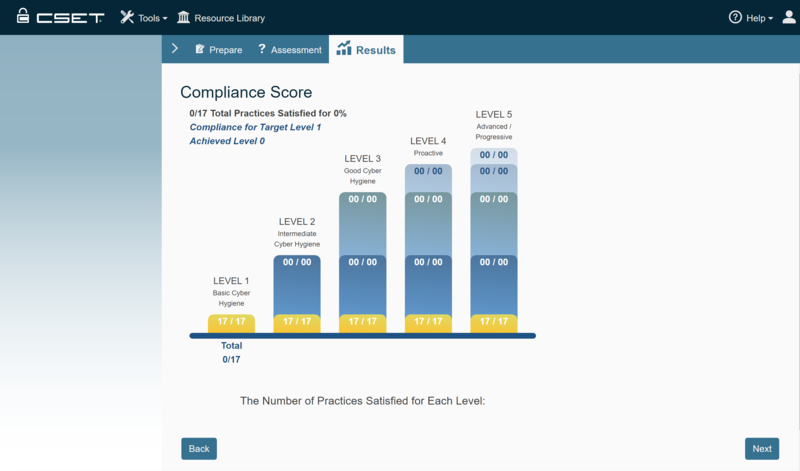 CSET
Tools
Resource Library
Help
Prepare
? Assessment
Results
Compliance Score
0/17 Total Practices Satisfied for 0%
Compliance for Target Level 1
Achieved Level 0
LEVEL 1
Basic Cyber
Hygiene
17 / 17
Total
0/17
LEVEL 2
Intermediate
Cyber Hygiene
00 / 00
17 / 17
LEVEL 3
Good Cyber
Hygiene
00 / 00
00 / 00
17 / 17
LEVEL 4
Proactive
00 / 00
00 / 00
00 / 00
17 / 17
LEVEL 5
Advanced /
Progressive
00 / 00
00 / 00
00 / 00
00 / 00
17 / 17
The Number of Practices Satisfied for Each Level:
Back
Next